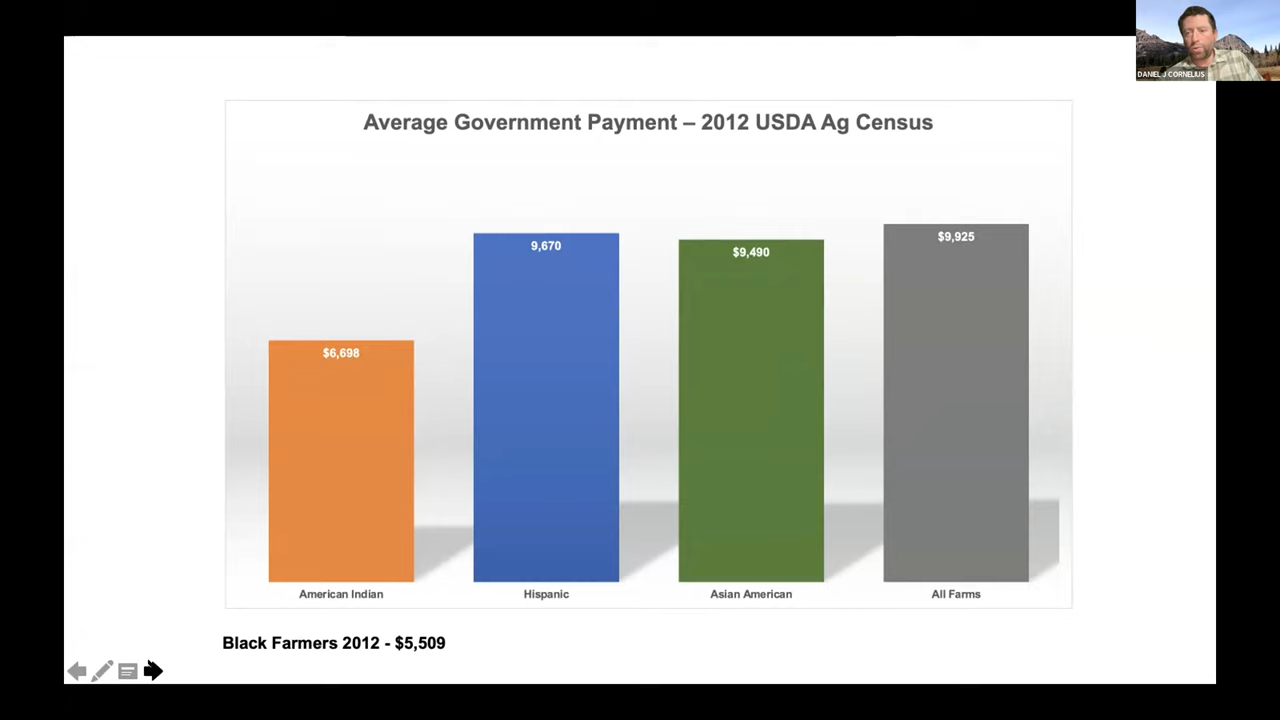 DANIEL J CORNELIUS
Average Government Payment – 2012 USDA Ag Census
$6,698
9,670
$9,490
$9,925
American Indian
Hispanic
Asian American
All Farms
Black Farmers 2012 - $5,509